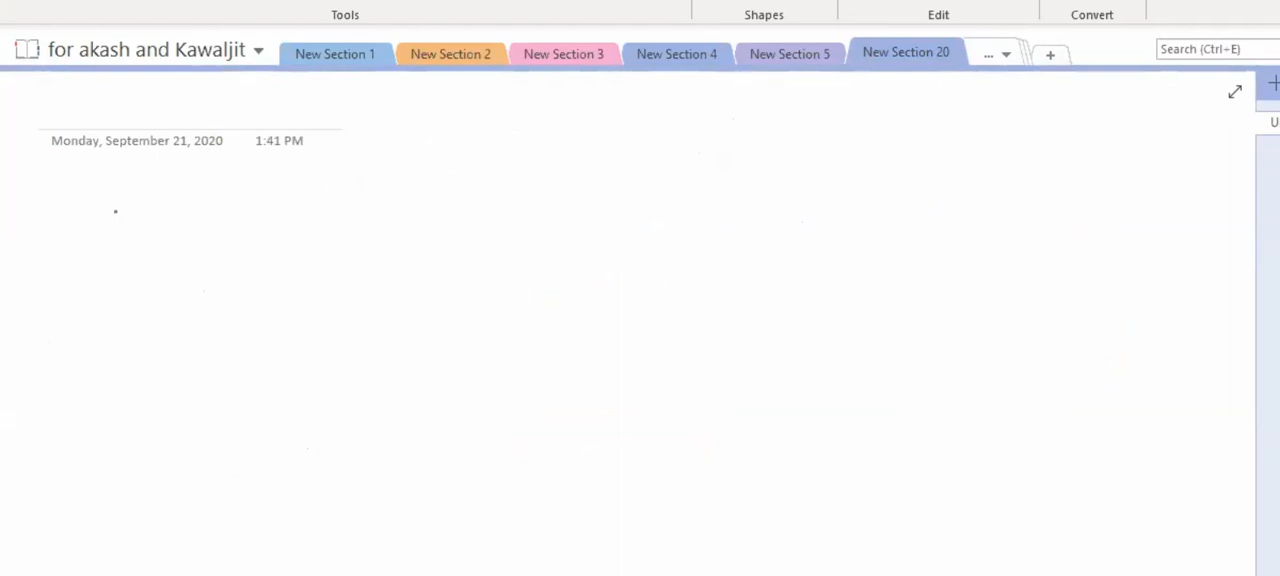 Tools Shapes Edit Convert
for akash and Kawaljit New Section 1 New Section 2 New Section 3 New Section 4 New Section 5 New Section 20 ... + Search (Ctrl+E)
Monday, September 21, 2020 1:41 PM
U